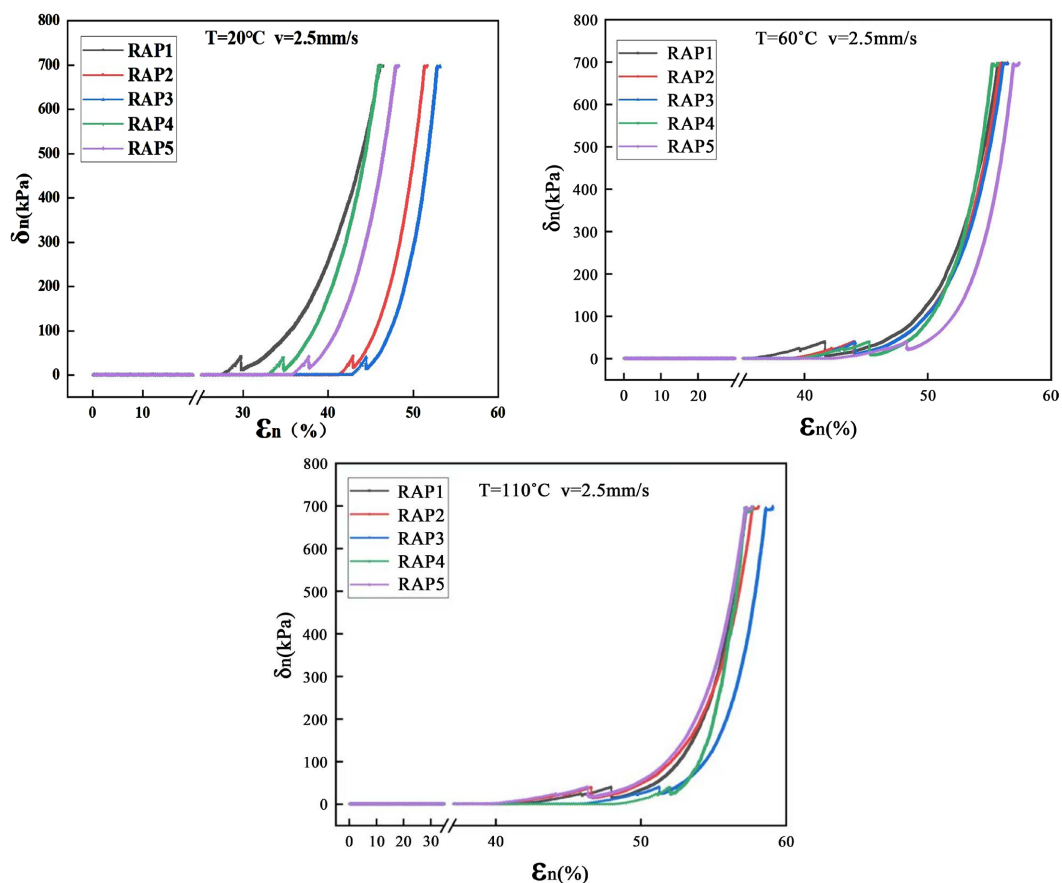 T=20℃ v=2.5mm/s
RAP1
RAP2
RAP3
RAP4
RAP5
800
700
600
500
400
300
200
100
0
δn(kPa)
0 10 30 40 50 60
εn (%)
T=60°C v=2.5mm/s
RAP1
RAP2
RAP3
RAP4
RAP5
800
700
600
500
400
300
200
100
0
δn(kPa)
0 10 20 40 50 60
εn(%)
T=110°C v=2.5mm/s
RAP1
RAP2
RAP3
RAP4
RAP5
800
700
600
500
400
300
200
100
0
δn(kPa)
0 10 20 30 40 50 60
εn(%)